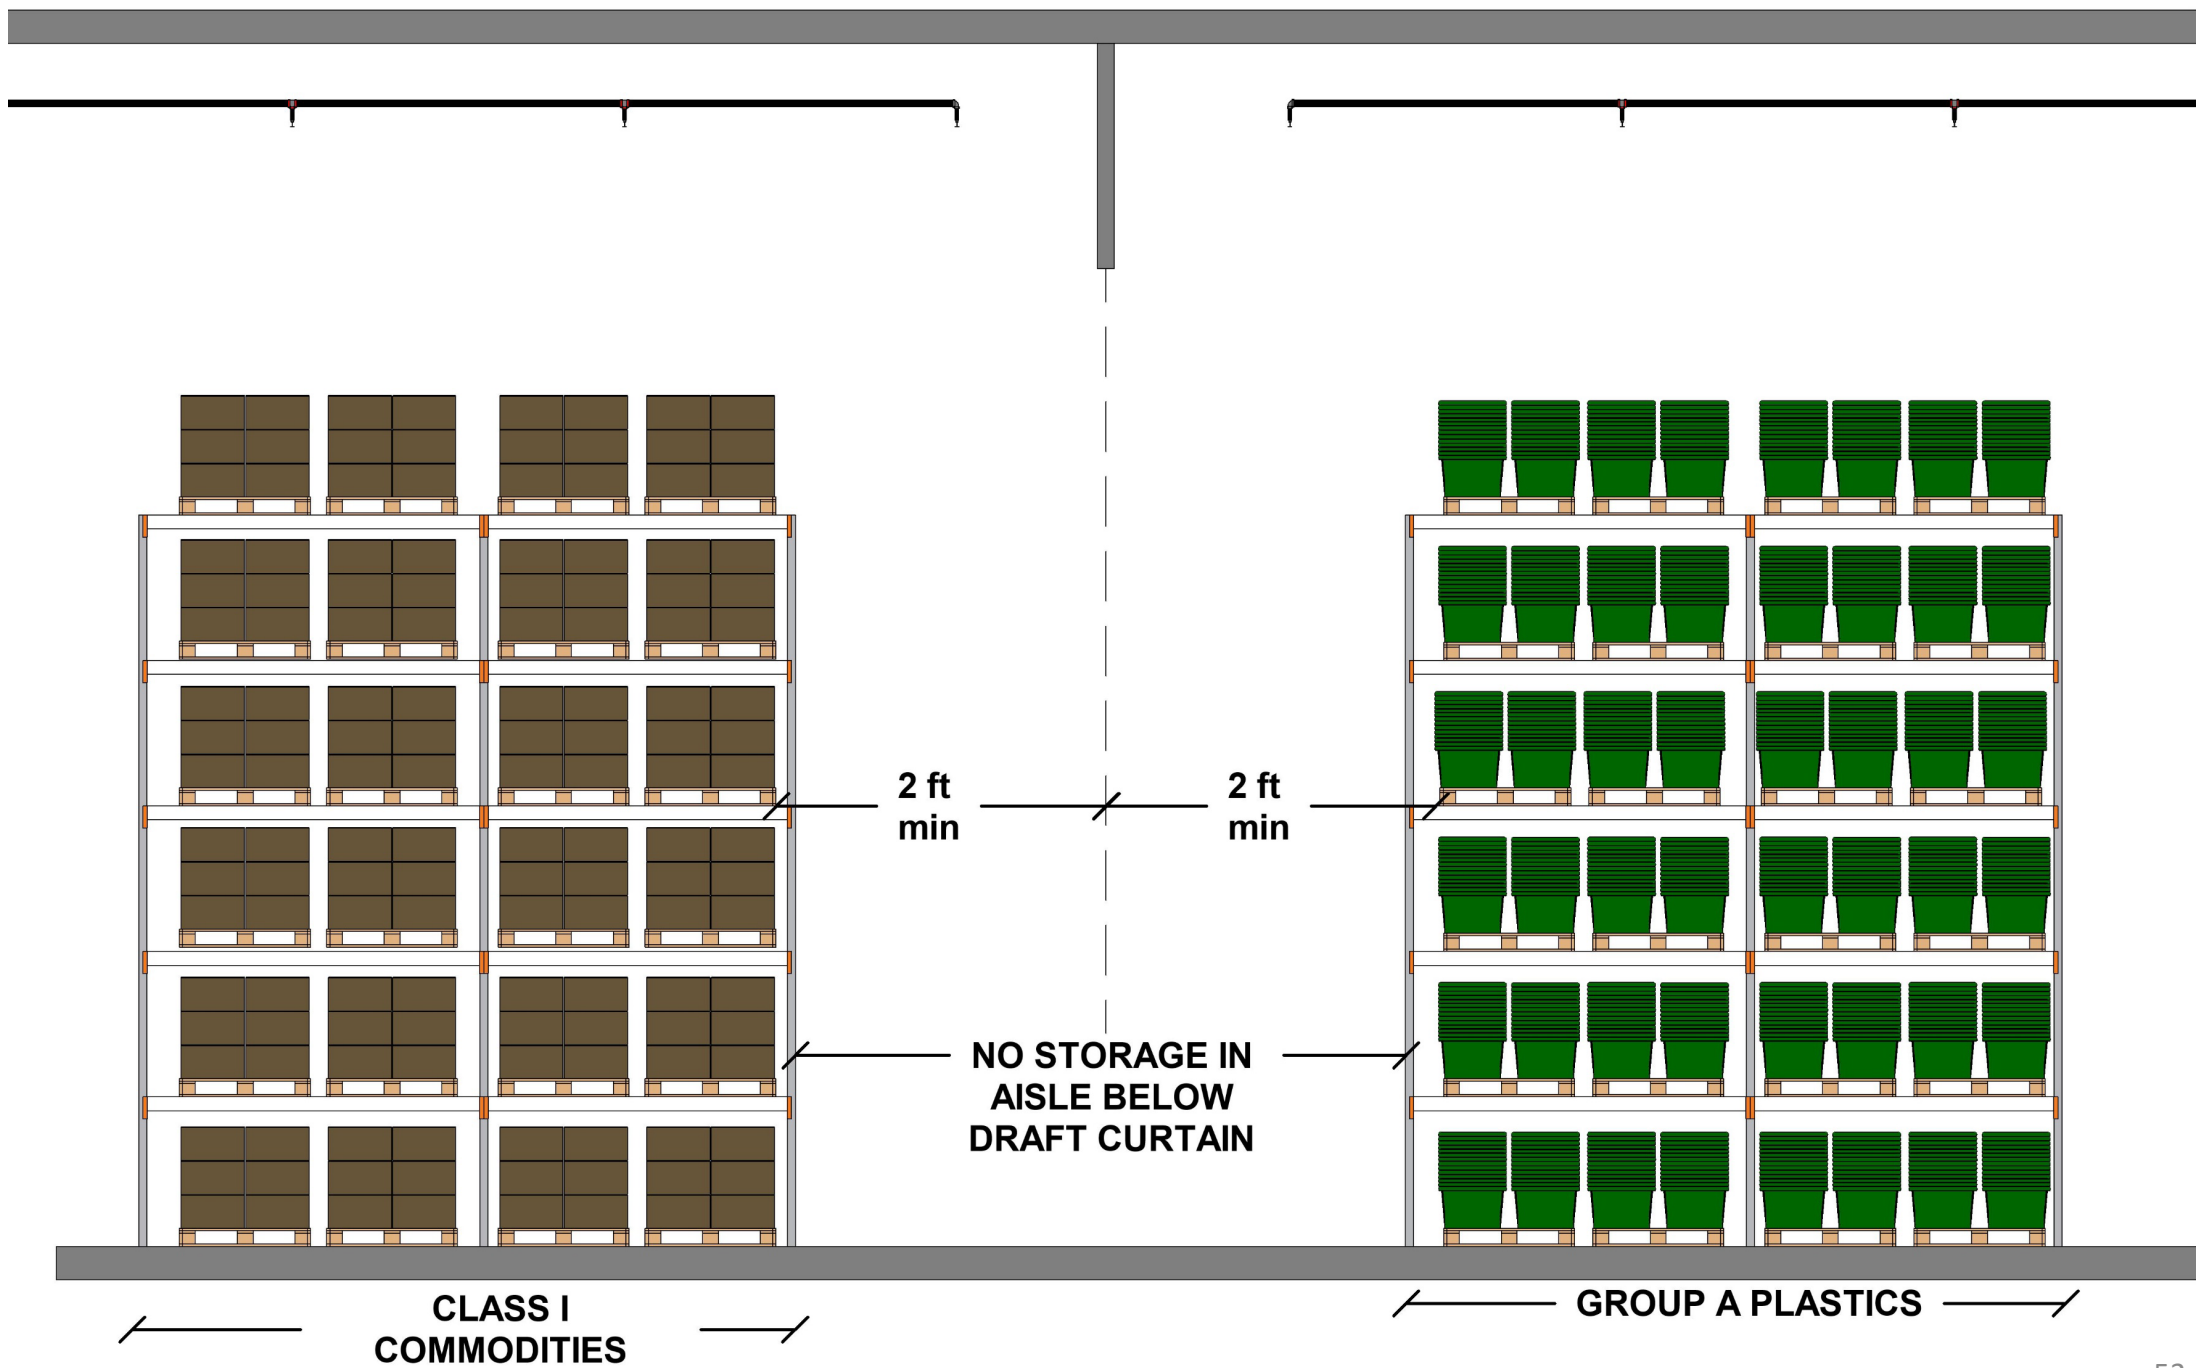 2 ft
min
2 ft
min
NO STORAGE IN
AISLE BELOW
DRAFT CURTAIN
CLASS I
COMMODITIES
GROUP A PLASTICS